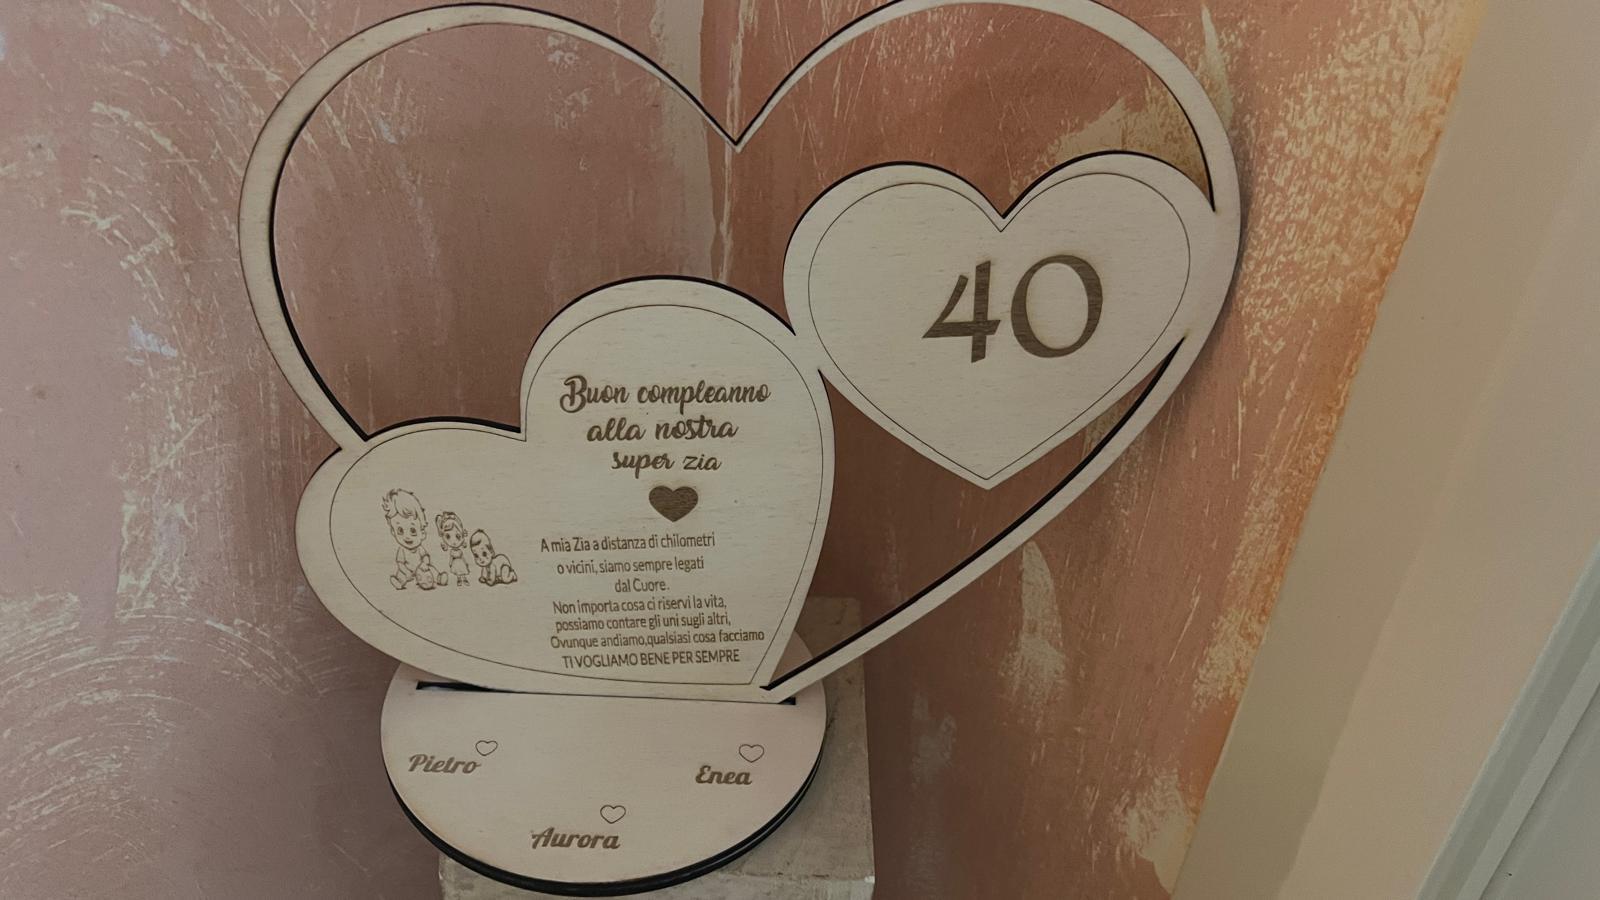 40
Buon compleanno
alla nostra
super zia
A mia Zia a distanza di chilometri
o vicini, siamo sempre legati
dal Cuore.
Non importa cosa ci riservi la vita,
possiamo contare gli uni sugli altri,
Ovunque andiamo,qualsiasi cosa facciamo
TI VOGLIAMO BENE PER SEMPRE
Pietro
Enea
Aurora